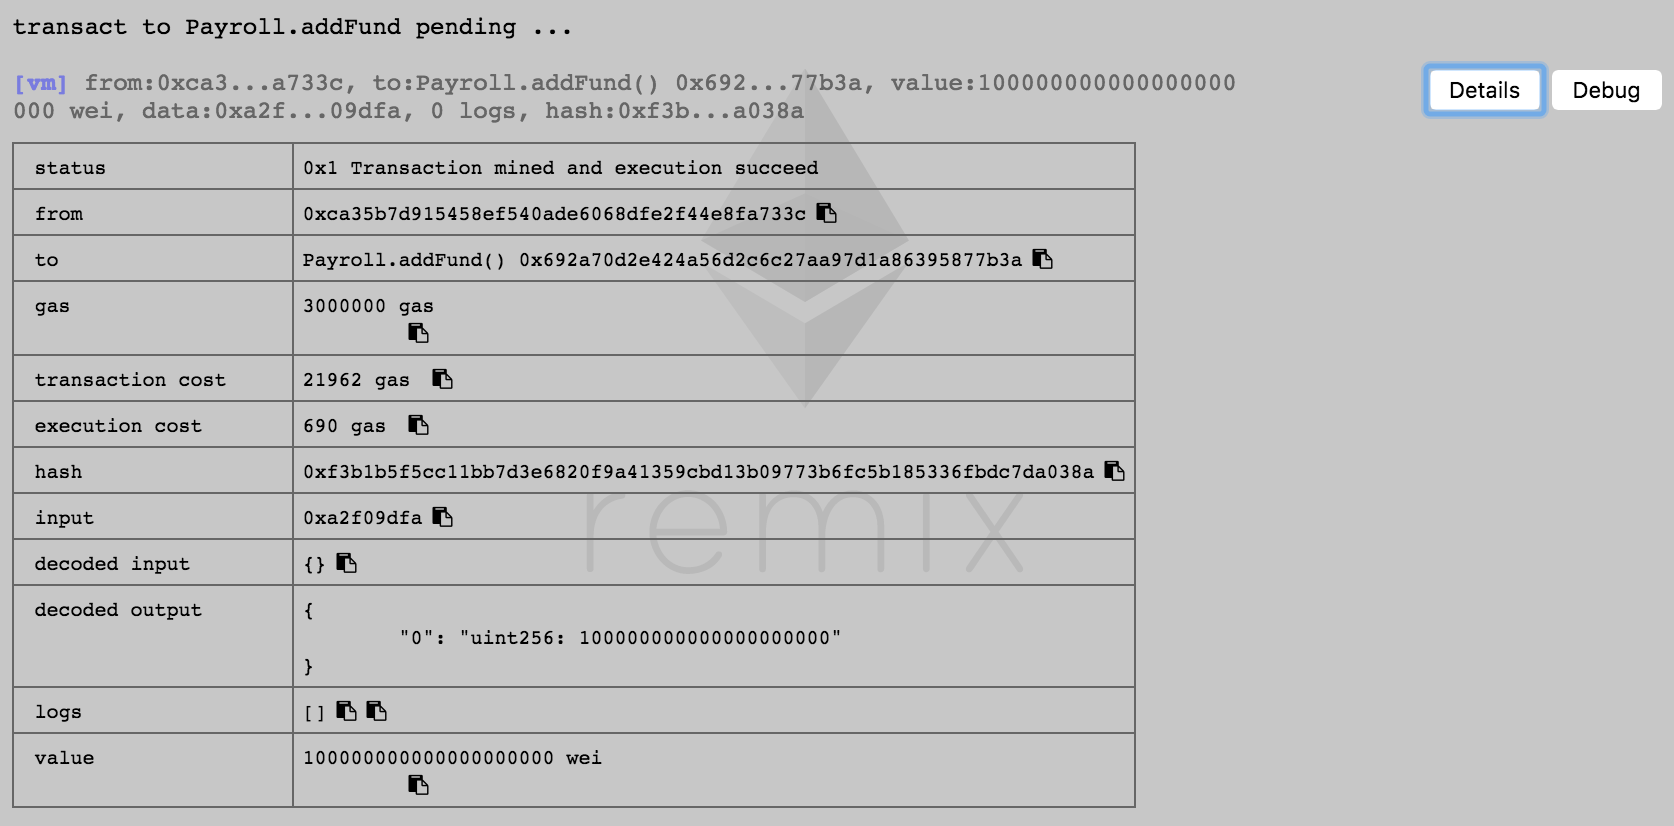 transact to Payroll.addFund pending ...
[vm] from:0xca3...a733c, to:Payroll.addFund() 0x692...77b3a, value:100000000000000000
000 wei, data:0xa2f...09dfa, 0 logs, hash:0xf3b...a038a
Details
Debug
status 0x1 Transaction mined and execution succeed
from 0xca35b7d915458ef540ade6068dfe2f44e8fa733c
to Payroll.addFund() 0x692a70d2e424a56d2c6c27aa97d1a86395877b3a
gas 3000000 gas
transaction cost 21962 gas
execution cost 690 gas
hash 0xf3b1b5f5cc11bb7d3e6820f9a41359cbd13b09773b6fc5b185336fbdc7da038a
input 0xa2f09dfa
remix
decoded input {}
decoded output {
"0": "uint256: 100000000000000000000"
}
logs []
value 100000000000000000000 wei